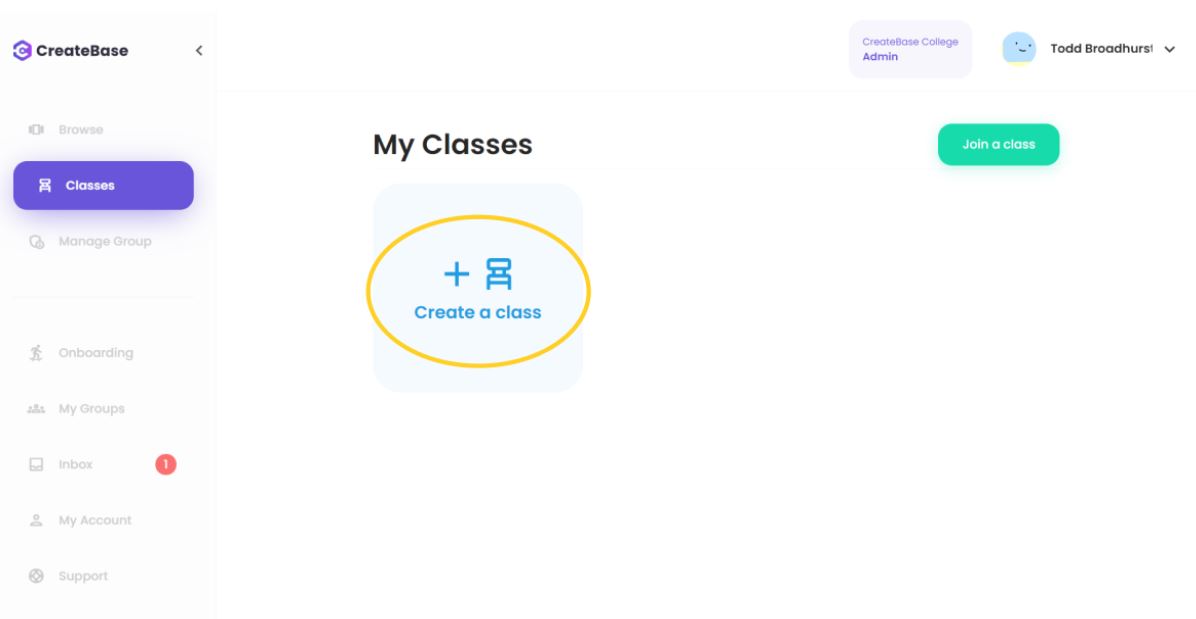 CreateBase
CreateBase College
Admin
Todd Broadhurst
Browse
Classes
Manage Group
Onboarding
My Groups
Inbox 1
My Account
Support
My Classes
Join a class
Create a class